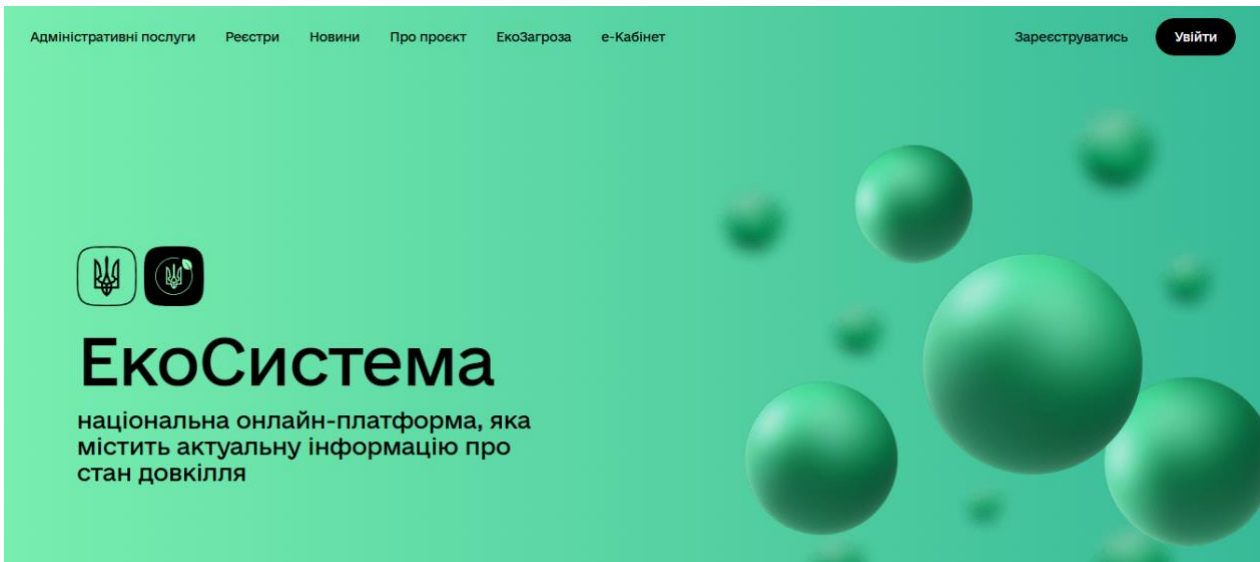 Адміністративні послуги Реєстри Новини Про проєкт ЕкоЗагроза е-Кабінет Зареєструватись Увійти
ЕкоСистема
національна онлайн-платформа, яка
містить актуальну інформацію про
стан довкілля